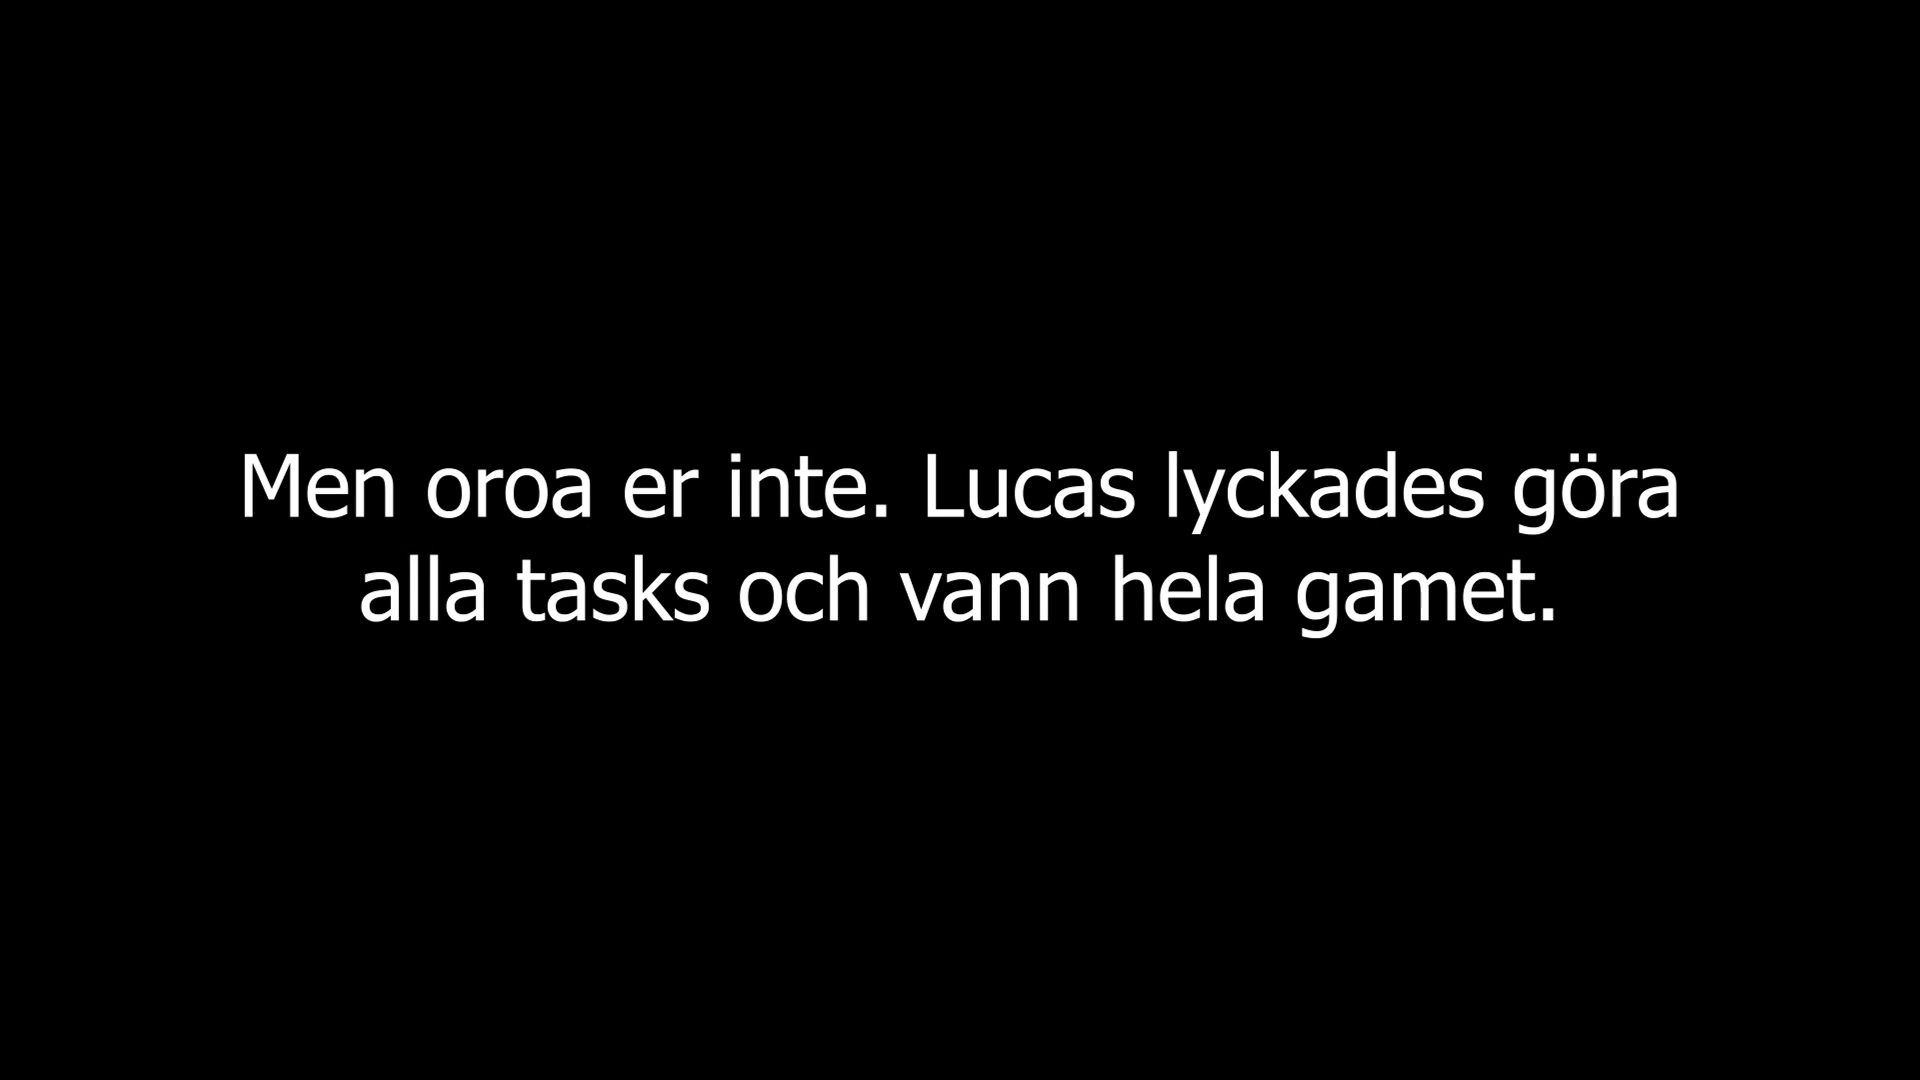 Men oroa er inte. Lucas lyckades göra
alla tasks och vann hela gamet.